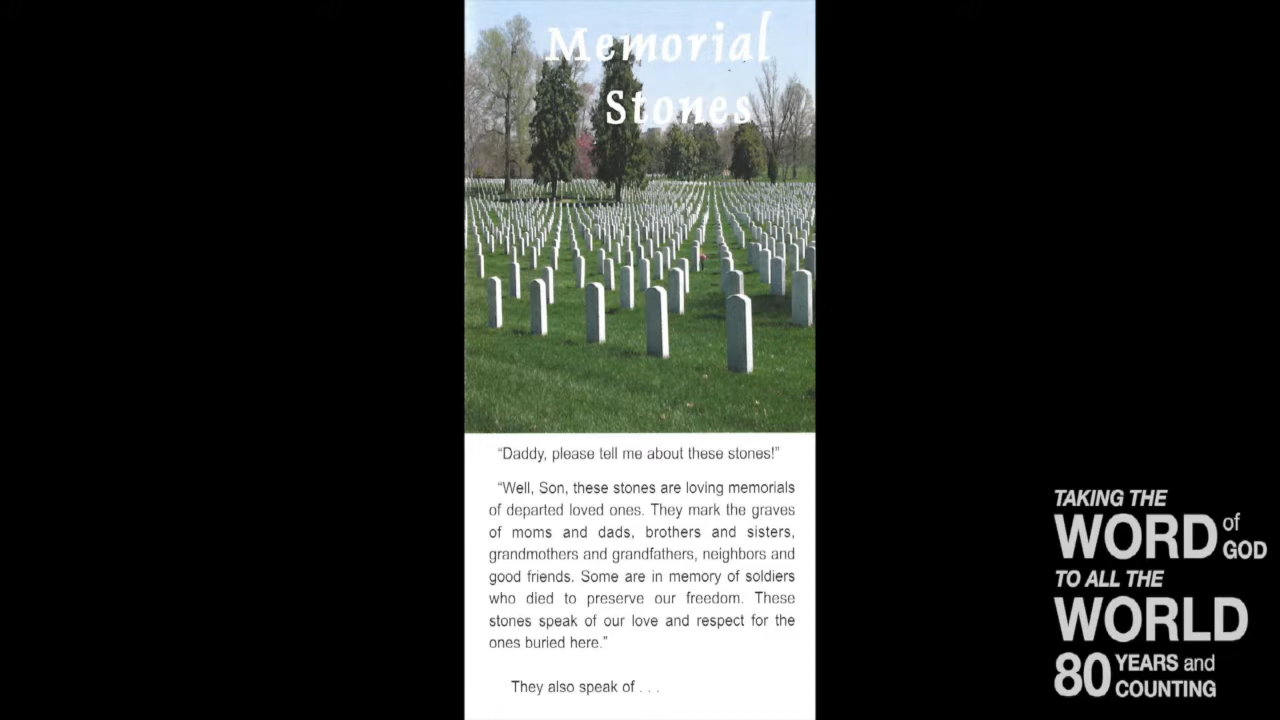 Memorial
Stones
“Daddy, please tell me about these stones!”
“Well, Son, these stones are loving memorials
of departed loved ones. They mark the graves
of moms and dads, brothers and sisters,
grandmothers and grandfathers, neighbors and
good friends. Some are in memory of soldiers
who died to preserve our freedom. These
stones speak of our love and respect for the
ones buried here.”
They also speak of . . .
TAKING THE
WORD of GOD
TO ALL THE
WORLD
80 YEARS and
COUNTING